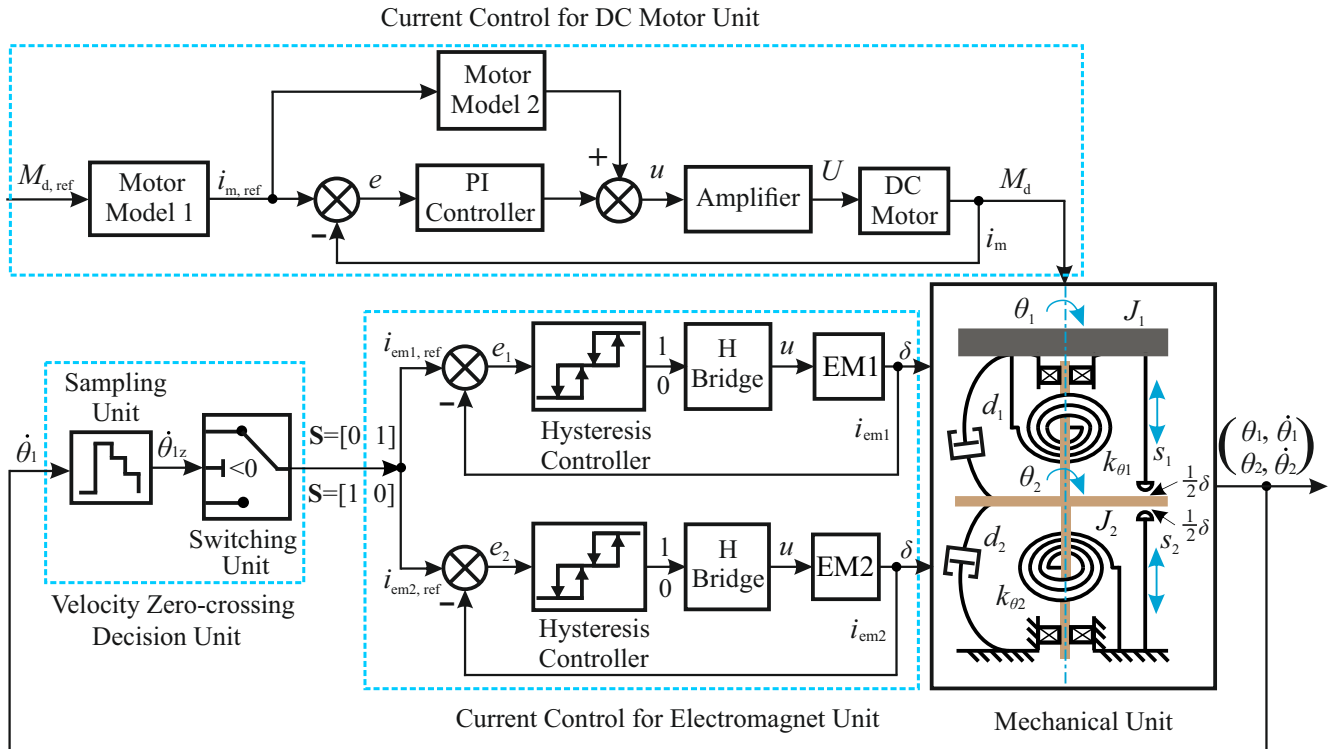 Current Control for DC Motor Unit
Motor
Model 2
M_d, ref
Motor
Model 1
i_m, ref
−
e
PI
Controller
+
u
Amplifier
U
DC
Motor
M_d
i_m
i_em1, ref
−
e_1
Hysteresis
Controller
1
0
H
Bridge
u
EM1
δ
i_em1
θ̇_1
Sampling
Unit
θ̇_1z
<0
Switching
Unit
S=[0 1]
S=[1 0]
Velocity Zero-crossing
Decision Unit
i_em2, ref
−
e_2
Hysteresis
Controller
1
0
H
Bridge
u
EM2
δ
i_em2
Current Control for Electromagnet Unit
θ_1
J_1
d_1
k_θ1
s_1
½δ
θ_2
½δ
J_2
s_2
d_2
k_θ2
Mechanical Unit
(θ_1, θ̇_1
θ_2, θ̇_2)